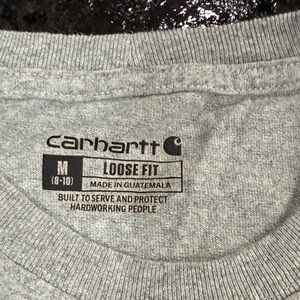 carhartt
M LOOSE FIT
(8-10) MADE IN GUATEMALA
BUILT TO SERVE AND PROTECT
HARDWORKING PEOPLE